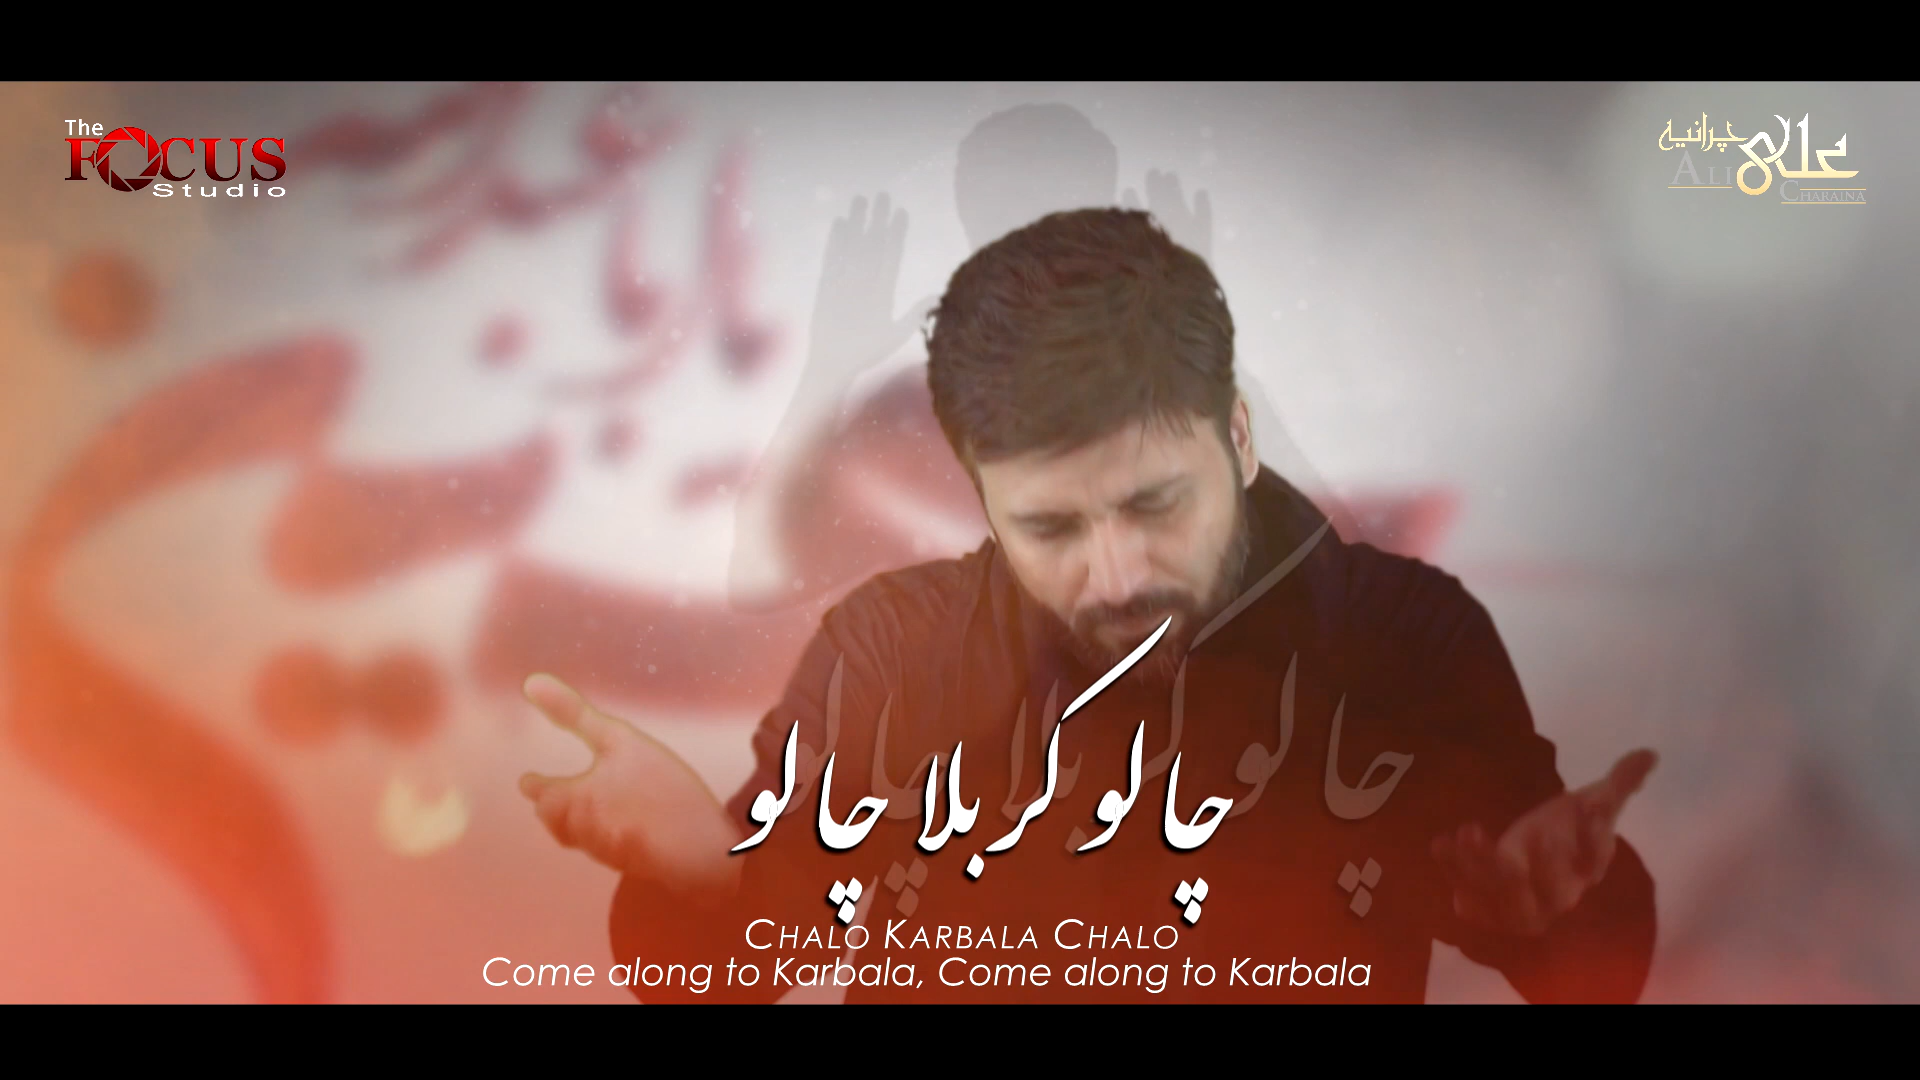 The
FOCUS
Studio
علی چرانیہ
ALI
CHARAINA
چالو کربلا چالو
CHALO KARBALA CHALO
Come along to Karbala, Come along to Karbala